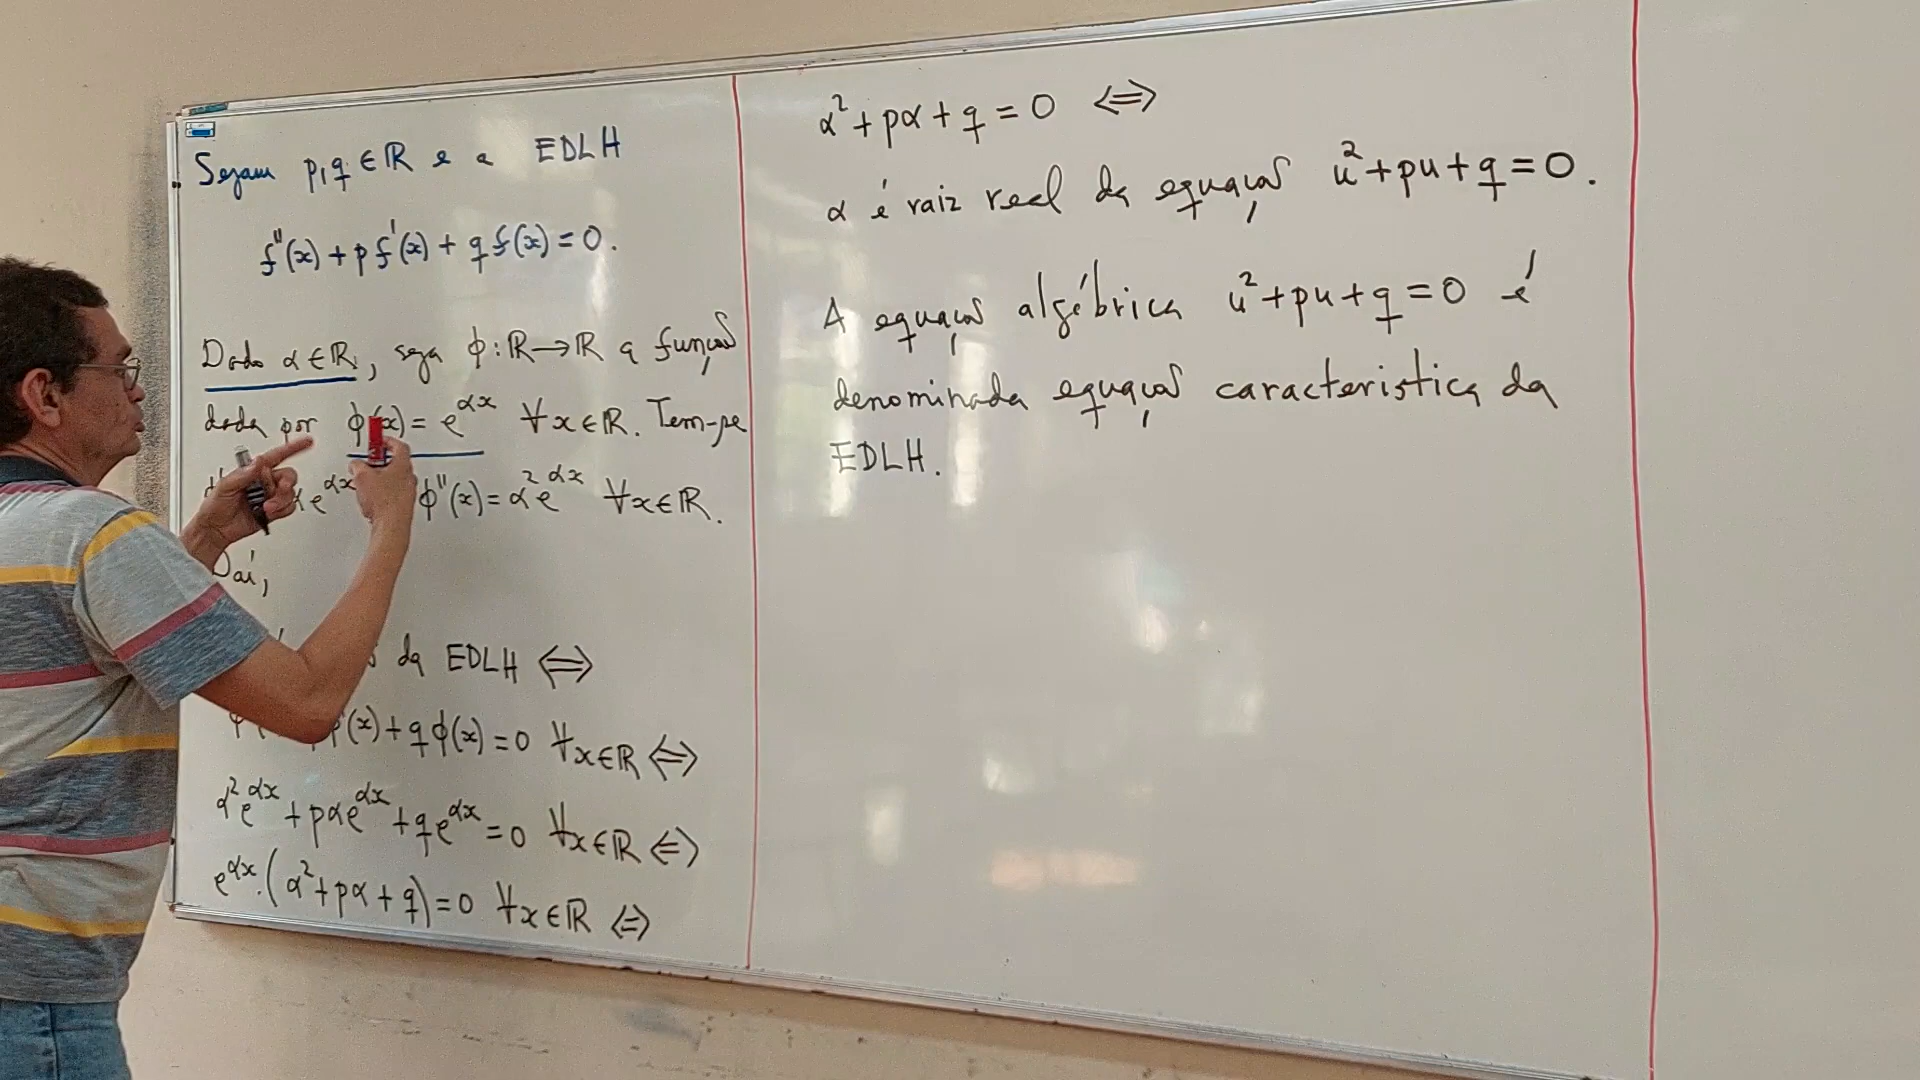 Sejam p,q ∈ ℝ e a EDLH
f''(x) + p f'(x) + q f(x) = 0.
Dado α ∈ ℝ, seja φ: ℝ → ℝ a função
dada por φ(x) = e^{αx} ∀x ∈ ℝ. Tem-se
e^{αx} φ''(x) = α² e^{αx} ∀x ∈ ℝ.
Daí,
da EDLH ⇔
(x) + q φ(x) = 0 ∀x ∈ ℝ ⇔
α² e^{αx} + pα e^{αx} + q e^{αx} = 0 ∀x ∈ ℝ ⇔
e^{αx} · (α² + pα + q) = 0 ∀x ∈ ℝ ⇔
α² + pα + q = 0 ⇔
α é raiz real da equação u² + pu + q = 0.
A equação algébrica u² + pu + q = 0 é
denominada equação característica da
EDLH.